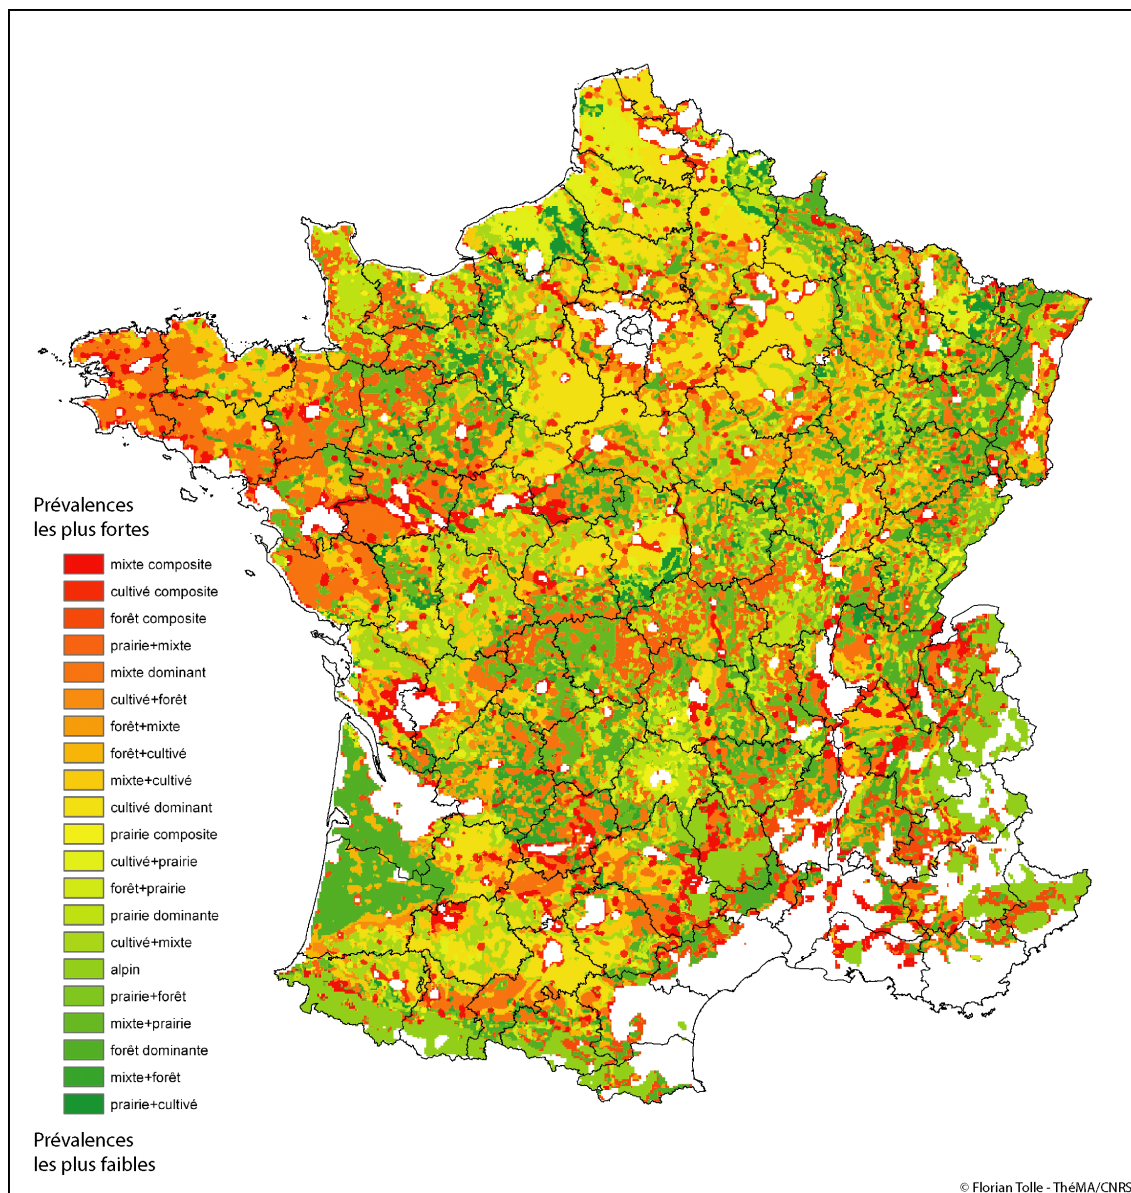 Prévalences
les plus fortes
mixte composite
cultivé composite
forêt composite
prairie+mixte
mixte dominant
cultivé+forêt
forêt+mixte
forêt+cultivé
mixte+cultivé
cultivé dominant
prairie composite
cultivé+prairie
forêt+prairie
prairie dominante
cultivé+mixte
alpin
prairie+forêt
mixte+prairie
forêt dominante
mixte+forêt
prairie+cultivé
Prévalences
les plus faibles
© Florian Tolle - ThéMA/CNRS